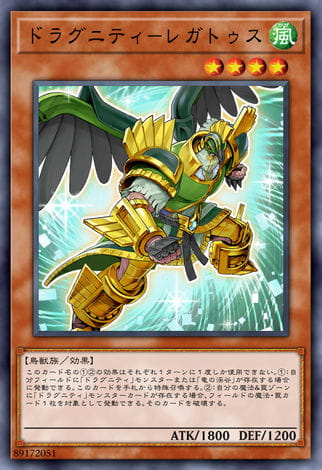 ドラグニティーレガトゥス
風
【鳥獣族／効果】
このカード名の①②の効果はそれぞれ１ターンに１度しか使用できない。①：自
分フィールドに「ドラグニティ」モンスターまたは「竜の渓谷」が存在する場合
に発動できる。このカードを手札から特殊召喚する。②：自分の魔法&罠ゾー
ンに「ドラグニティ」モンスターカードが存在する場合、フィールドの魔法・罠カ
ード１枚を対象として発動できる。そのカードを破壊する。
ATK/1800 DEF/1200
89172051